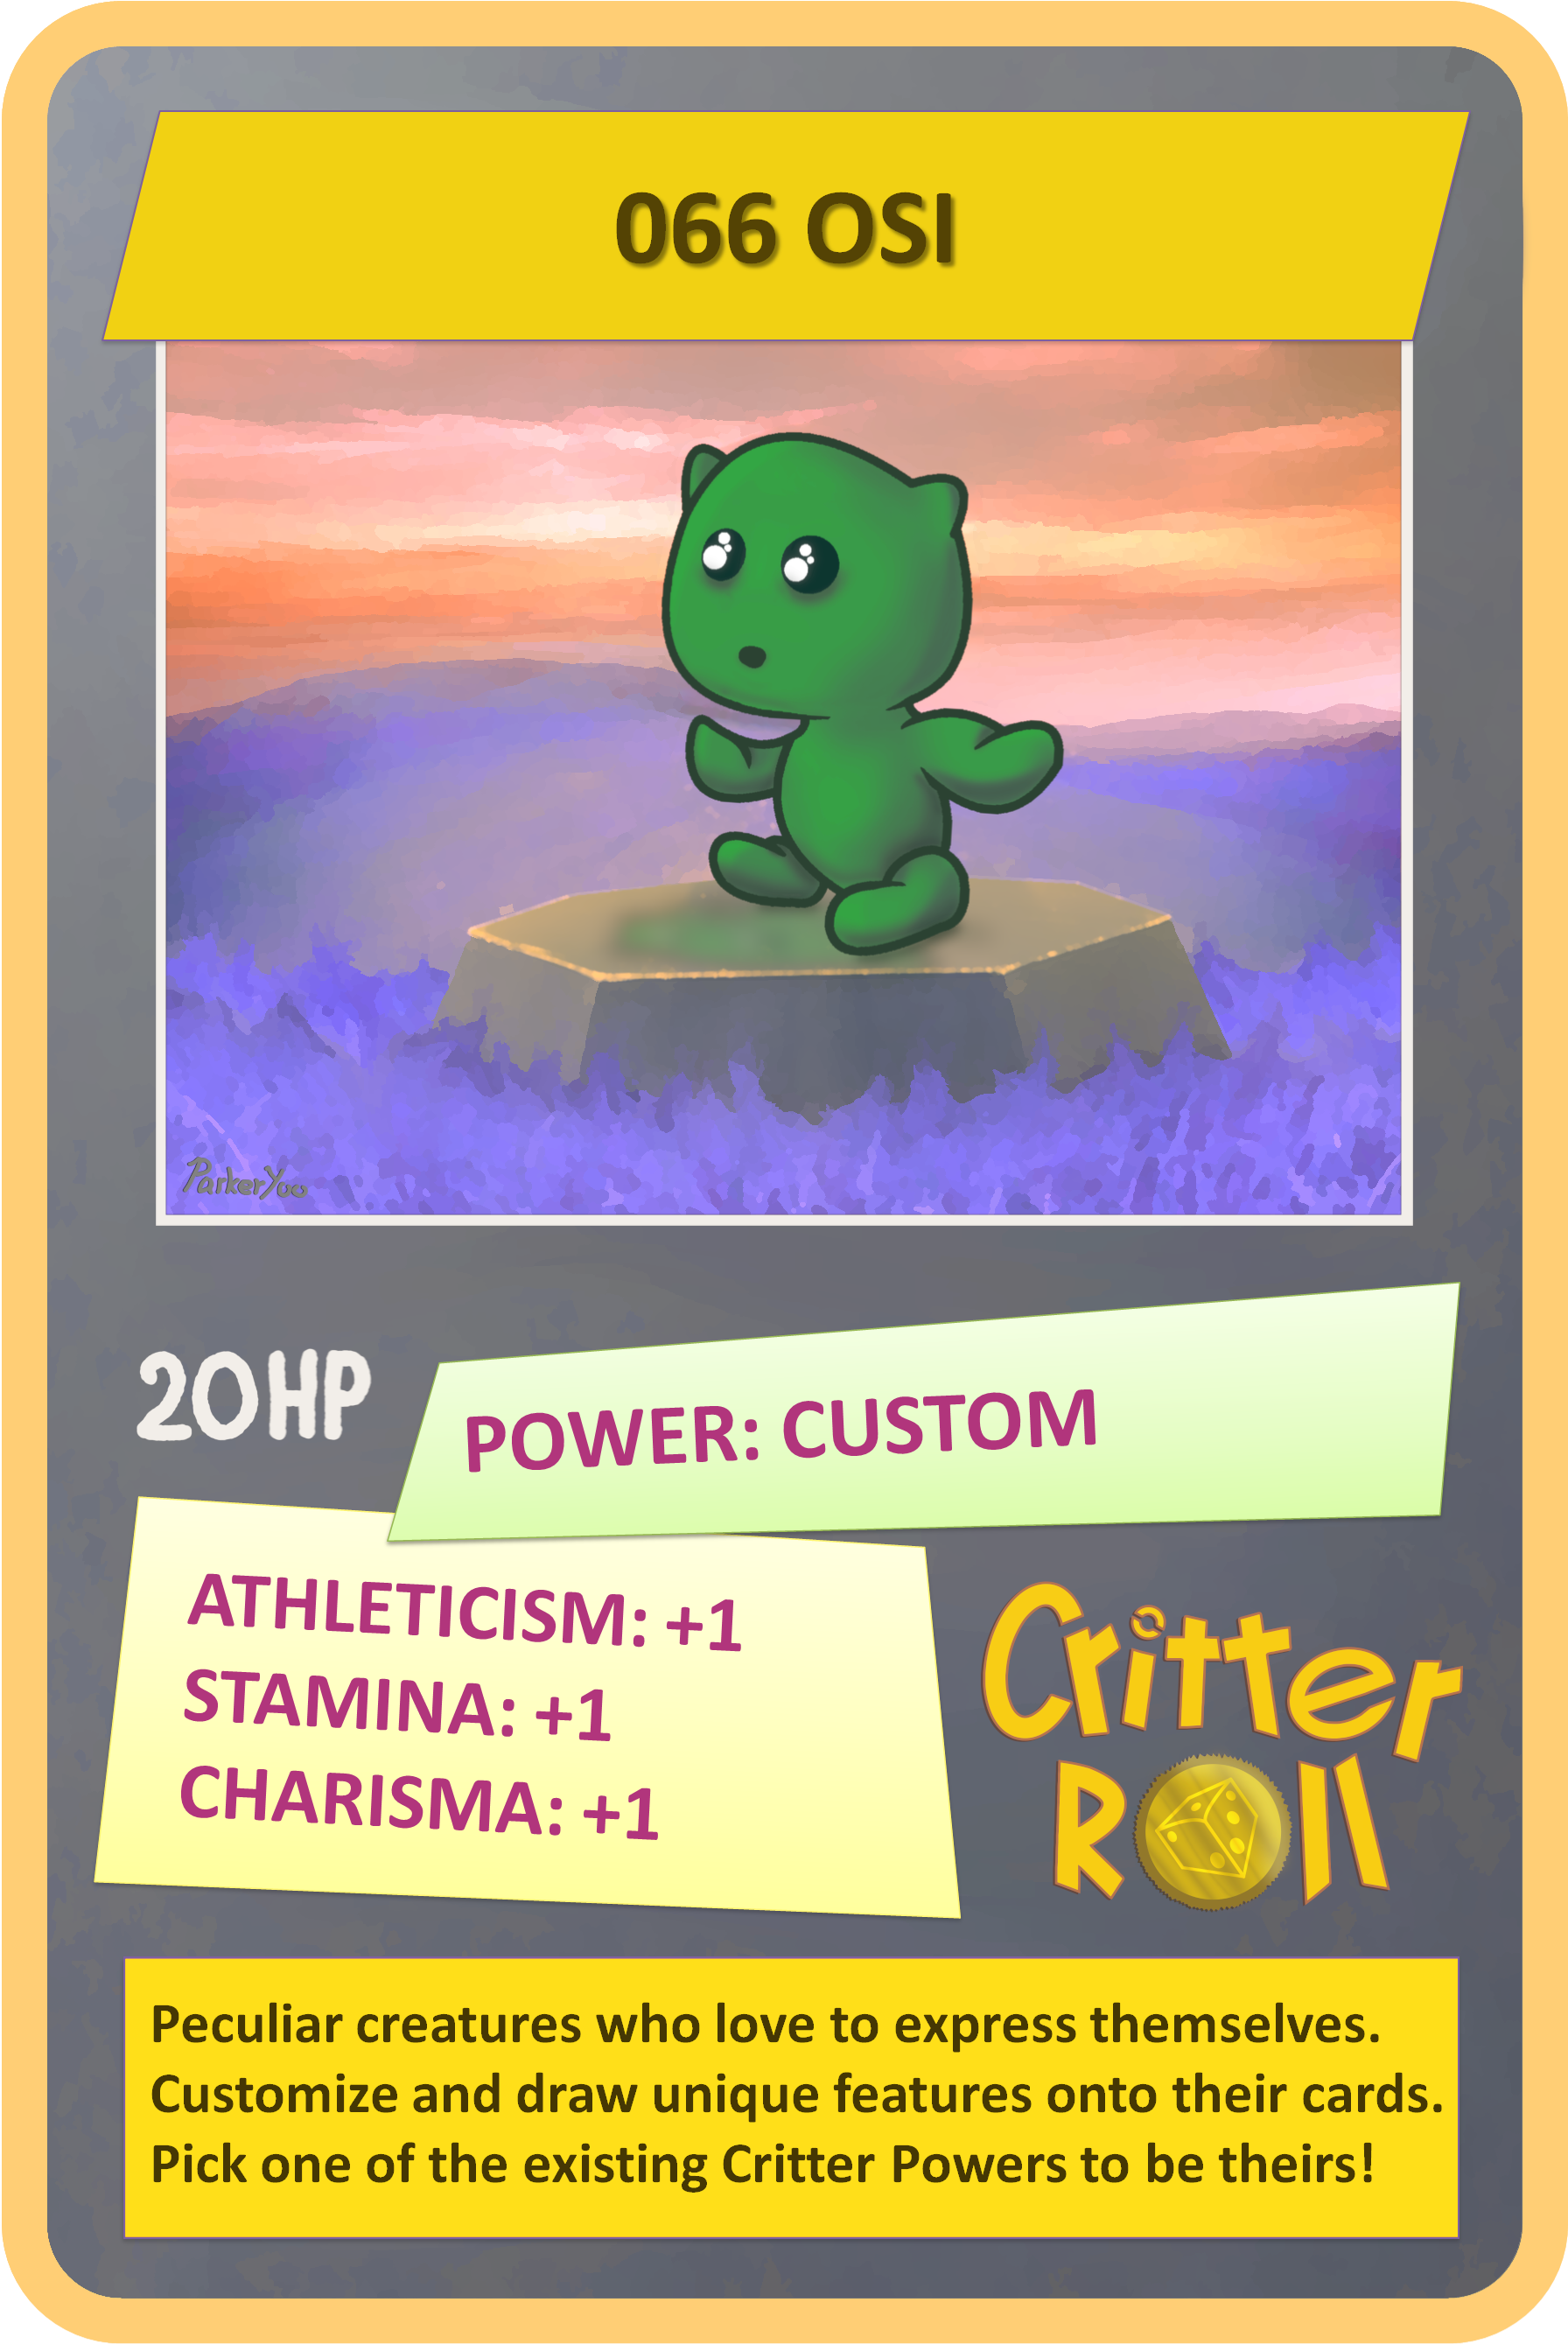 066 OSI
ParkerYoo
20HP
POWER: CUSTOM
ATHLETICISM: +1
STAMINA: +1
CHARISMA: +1
Critter
Roll
Peculiar creatures who love to express themselves.
Customize and draw unique features onto their cards.
Pick one of the existing Critter Powers to be theirs!